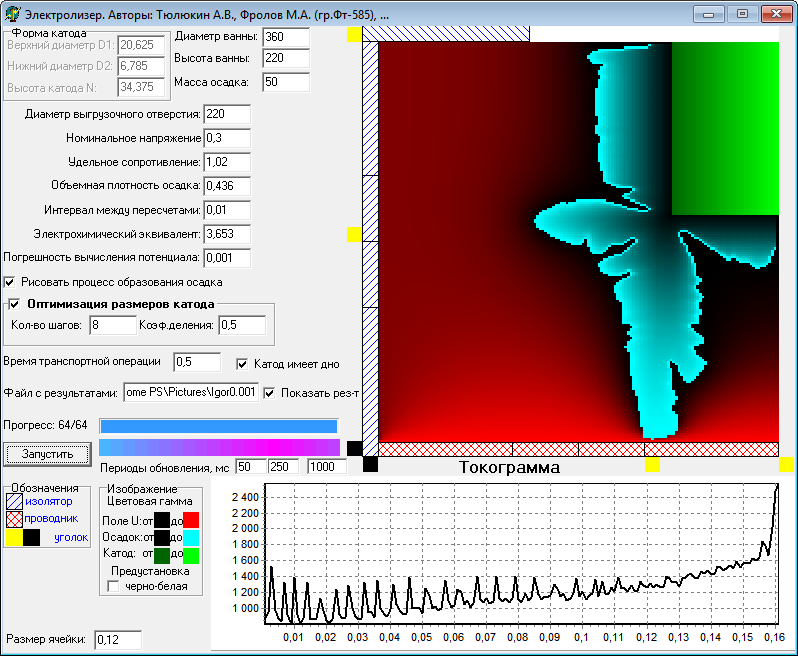 Электролизер. Авторы: Тюлюкин А.В., Фролов М.А. (гр.Фт-585), ...
Форма катода
Верхний диаметр D1: 20,625
Нижний диаметр D2: 6,785
Высота катода N: 34,375
Диаметр ванны: 360
Высота ванны: 220
Масса осадка: 50
Диаметр выгрузочного отверстия: 220
Номинальное напряжение 0,3
Удельное сопротивление: 1,02
Объемная плотность осадка: 0,436
Интервал между пересчетами: 0,01
Электрохимический эквивалент: 3,653
Погрешность вычисления потенциала: 0,001
Рисовать процесс образования осадка
Оптимизация размеров катода
Кол-во шагов: 8 Коэф.деления: 0,5
Время транспортной операции 0,5 Катод имеет дно
Файл с результатами: ome PS\Pictures\Igor0.001 Показать рез-т
Прогресс: 64/64
Запустить
Периоды обновления, мс 50 250 1000
Обозначения
изолятор
проводник
уголок
Изображение
Цветовая гамма
Поле U: от до
Осадок: от до
Катод: от до
Предустановка
черно-белая
Размер ячейки: 0,12
Токограмма
2 400
2 200
2 000
1 800
1 600
1 400
1 200
1 000
0,01 0,02 0,03 0,04 0,05 0,06 0,07 0,08 0,09 0,1 0,11 0,12 0,13 0,14 0,15 0,16